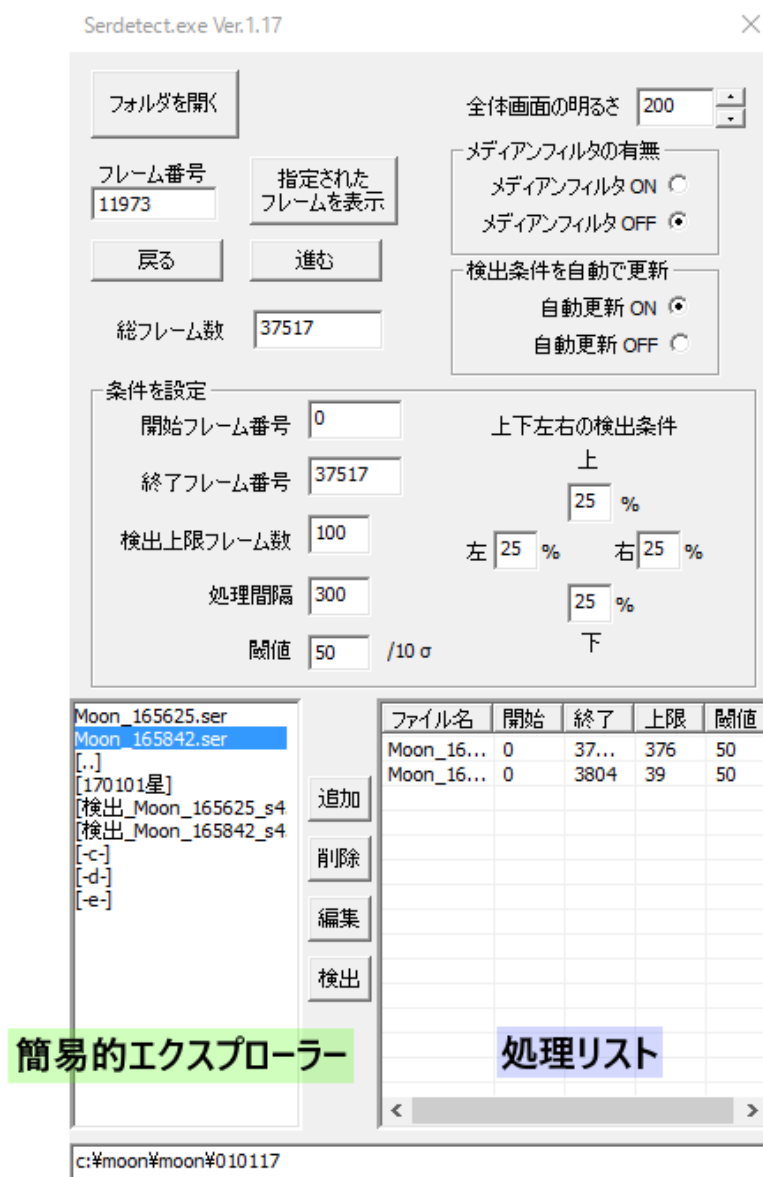 Serdetect.exe Ver.1.17
フォルダを開く
全体画面の明るさ 200
メディアンフィルタの有無
フレーム番号
11973
指定された
フレームを表示
メディアンフィルタ ON
メディアンフィルタ OFF
戻る
進む
検出条件を自動で更新
自動更新 ON
自動更新 OFF
総フレーム数 37517
条件を設定
開始フレーム番号 0
終了フレーム番号 37517
検出上限フレーム数 100
処理間隔 300
閾値 50 /10 σ
上下左右の検出条件
上
25 %
左 25 % 右 25 %
25 %
下
Moon_165625.ser
Moon_165842.ser
[..]
[170101星]
[検出_Moon_165625_s4
[検出_Moon_165842_s4
[-c-]
[-d-]
[-e-]
追加
削除
編集
検出
ファイル名 開始 終了 上限 閾値
Moon_16... 0 37... 376 50
Moon_16... 0 3804 39 50
簡易的エクスプローラー
処理リスト
c:¥moon¥moon¥010117